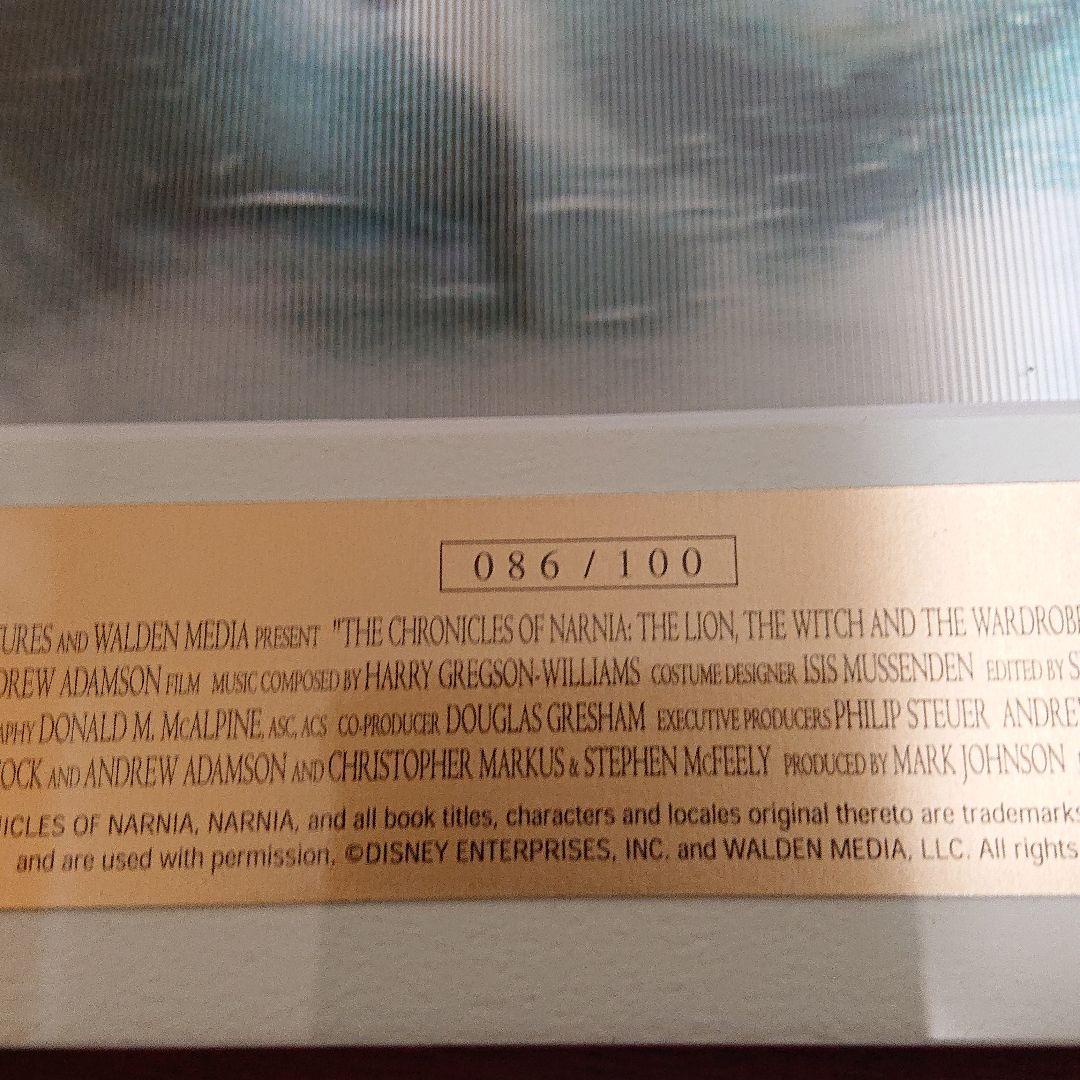 086/100
TURES AND WALDEN MEDIA PRESENT "THE CHRONICLES OF NARNIA: THE LION, THE WITCH AND THE WARDROBE
DREW ADAMSON FILM MUSIC COMPOSED BY HARRY GREGSON-WILLIAMS COSTUME DESIGNER ISIS MUSSENDEN EDITED BY
APHY DONALD M. McALPINE, ASC, ACS CO-PRODUCER DOUGLAS GRESHAM EXECUTIVE PRODUCERS PHILIP STEUER ANDREW
OCK AND ANDREW ADAMSON AND CHRISTOPHER MARKUS & STEPHEN McFEELY PRODUCED BY MARK JOHNSON
ICLES OF NARNIA, NARNIA, and all book titles, characters and locales original thereto are trademarks
and are used with permission, ©DISNEY ENTERPRISES, INC. and WALDEN MEDIA, LLC. All rights